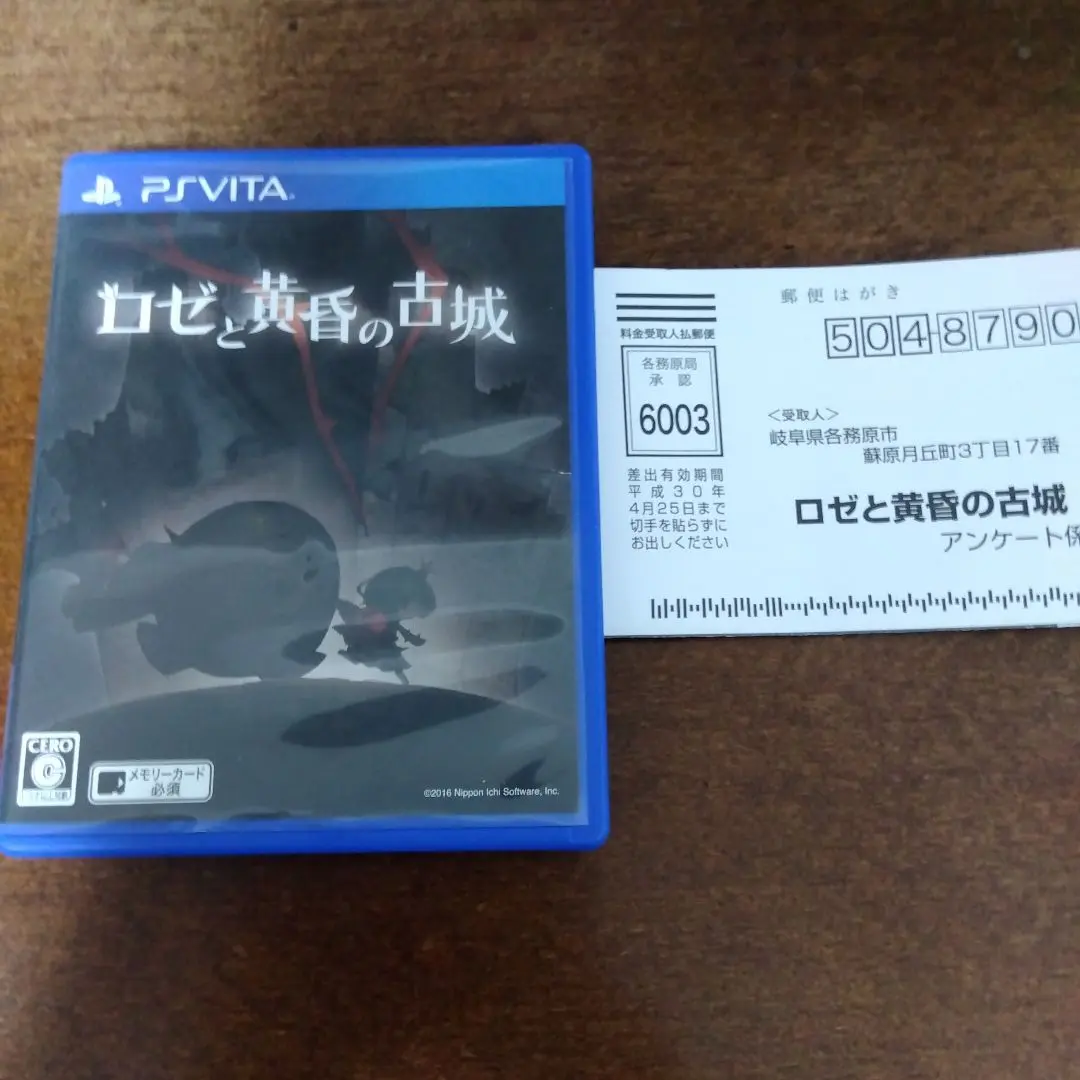 PSVITA
ロゼと黄昏の古城
CERO
C
メモリーカード
必須
©2016 Nippon Ichi Software, Inc.
郵便はがき
料金受取人払郵便
504-8790
各務原局
承認
6003
<受取人>
岐阜県各務原市
蘇原月丘町3丁目17番
差出有効期間
平成30年
4月25日まで
切手を貼らずに
お出しください
ロゼと黄昏の古城
アンケート係